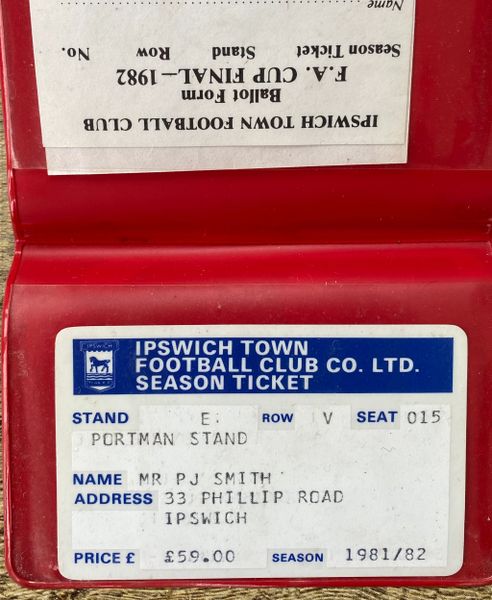 Name
Season Ticket Stand Row No.
F.A. CUP FINAL—1982
Ballot Form
IPSWICH TOWN FOOTBALL CLUB
IPSWICH
IPSWICH TOWN
FOOTBALL CLUB CO. LTD.
SEASON TICKET
STAND E. ROW V SEAT 015
PORTMAN STAND
NAME MR PJ SMITH
ADDRESS 33 PHILLIP ROAD
IPSWICH
PRICE £ £59.00 SEASON 1981/82